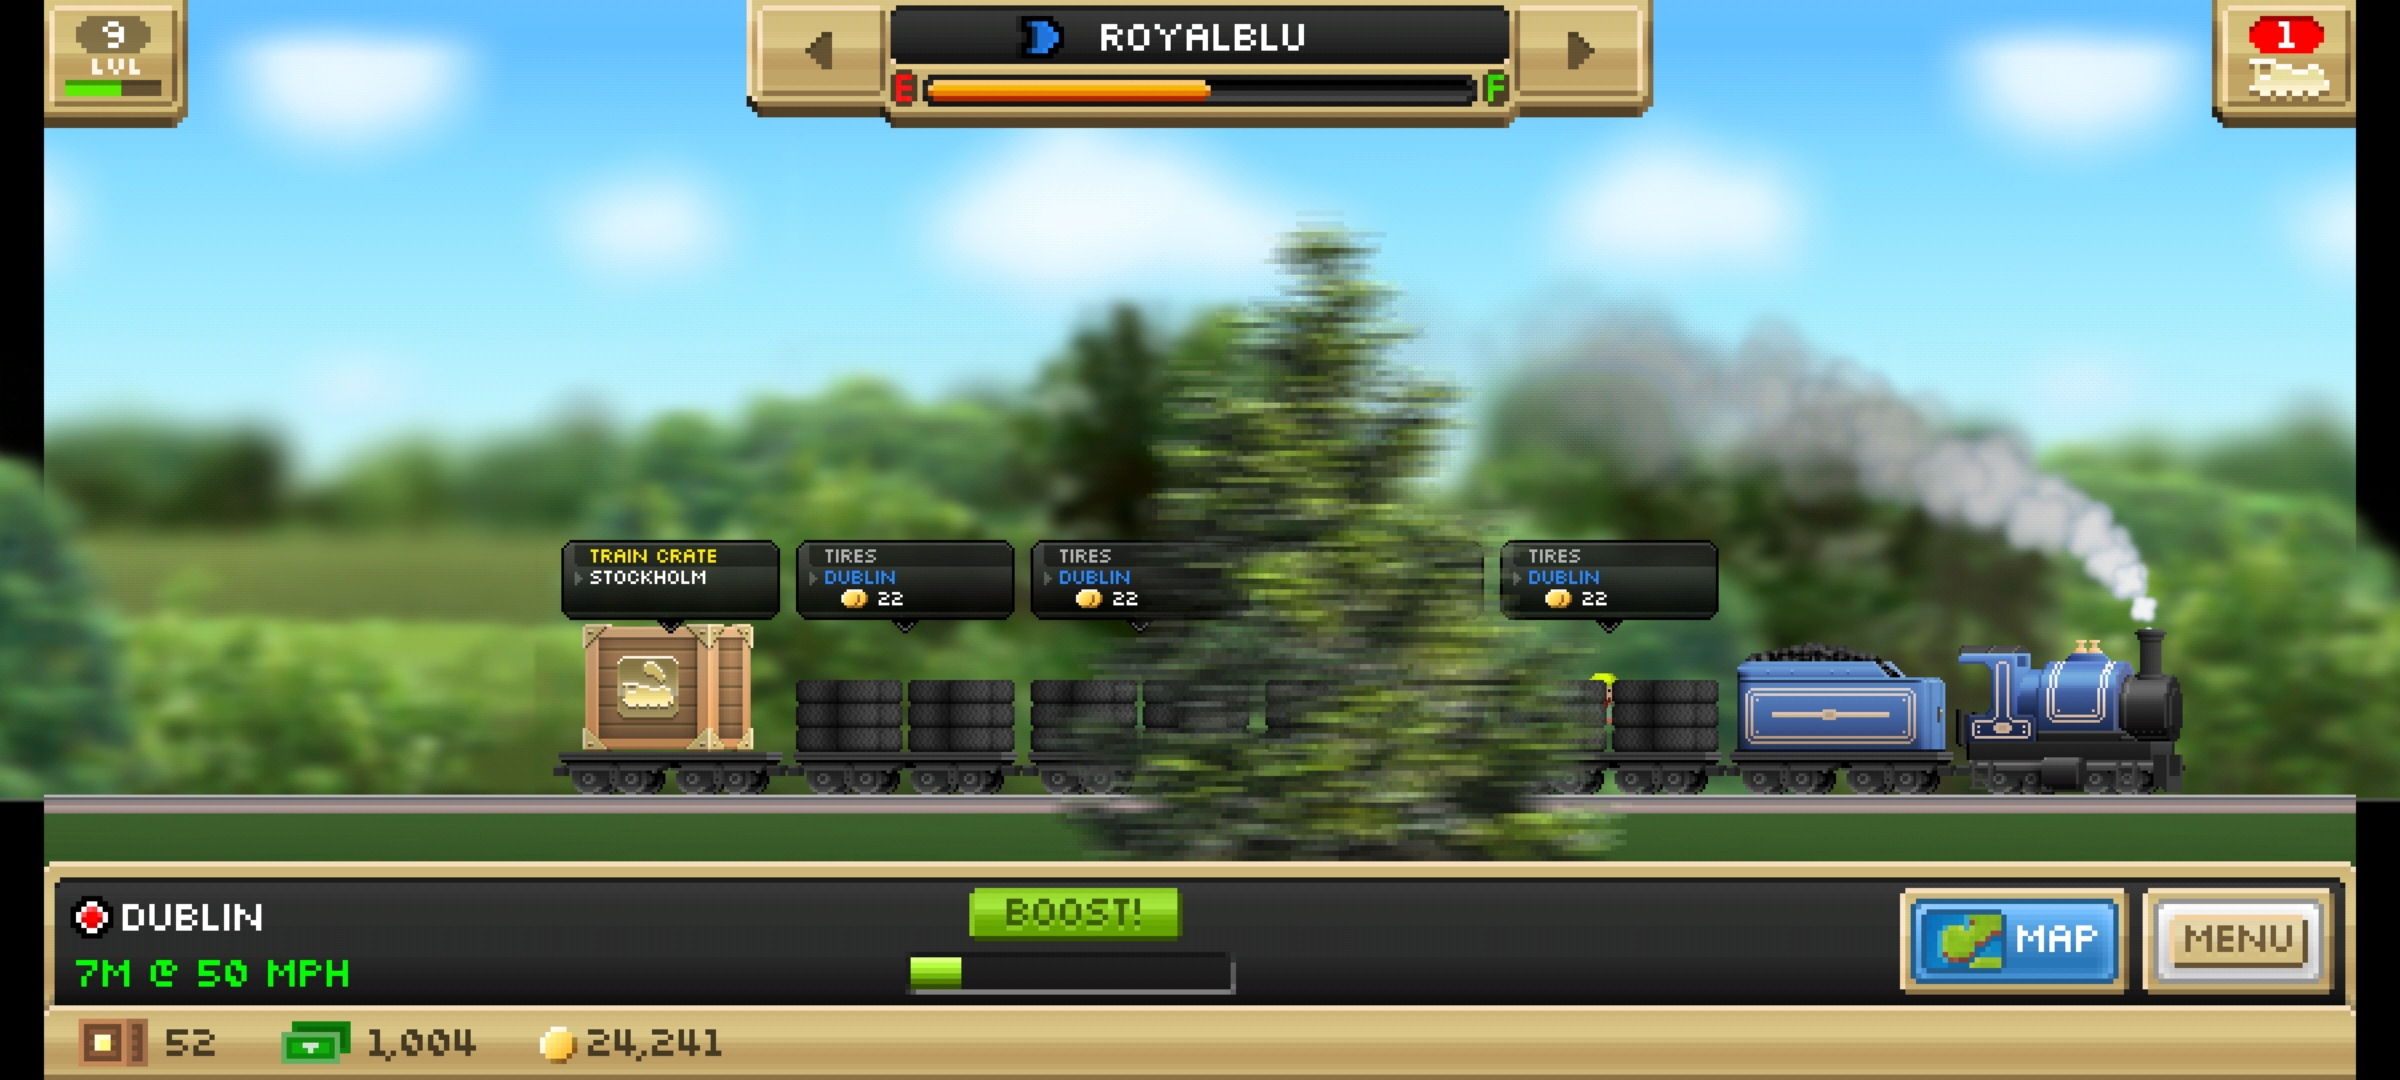 9
LVL
ROYALBLU
E F
1
TRAIN CRATE
STOCKHOLM
TIRES
DUBLIN
22
TIRES
DUBLIN
22
TIRES
DUBLIN
22
DUBLIN
7M @ 50 MPH
BOOST!
MAP
MENU
52
1,004
24,241